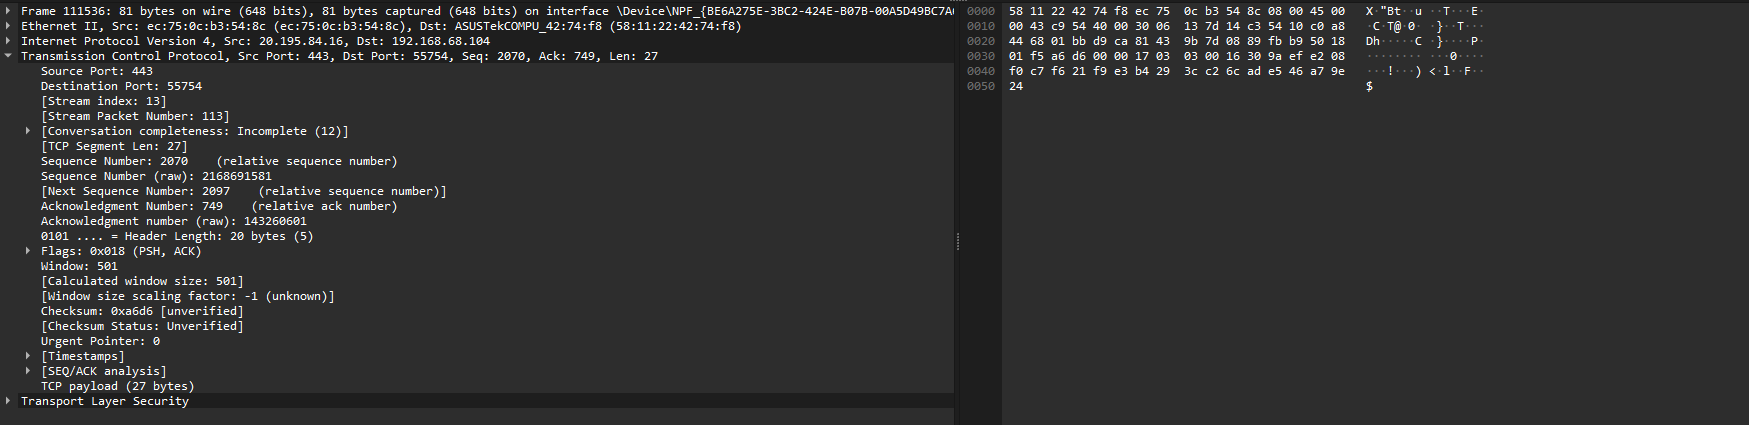 Frame 111536: 81 bytes on wire (648 bits), 81 bytes captured (648 bits) on interface \Device\NPF_{BE6A275E-3BC2-424E-B07B-00A5D49BC7A
Ethernet II, Src: ec:75:0c:b3:54:8c (ec:75:0c:b3:54:8c), Dst: ASUSTekCOMPU_42:74:f8 (58:11:22:42:74:f8)
Internet Protocol Version 4, Src: 20.195.84.16, Dst: 192.168.68.104
Transmission Control Protocol, Src Port: 443, Dst Port: 55754, Seq: 2070, Ack: 749, Len: 27
Source Port: 443
Destination Port: 55754
[Stream index: 13]
[Stream Packet Number: 113]
[Conversation completeness: Incomplete (12)]
[TCP Segment Len: 27]
Sequence Number: 2070    (relative sequence number)
Sequence Number (raw): 2168691581
[Next Sequence Number: 2097    (relative sequence number)]
Acknowledgment Number: 749    (relative ack number)
Acknowledgment number (raw): 143260601
0101 .... = Header Length: 20 bytes (5)
Flags: 0x018 (PSH, ACK)
Window: 501
[Calculated window size: 501]
[Window size scaling factor: -1 (unknown)]
Checksum: 0xa6d6 [unverified]
[Checksum Status: Unverified]
Urgent Pointer: 0
[Timestamps]
[SEQ/ACK analysis]
TCP payload (27 bytes)
Transport Layer Security
0000 58 11 22 42 74 f8 ec 75 0c b3 54 8c 08 00 45 00 X·"Bt··u ··T···E·
0010 00 43 c9 54 40 00 30 06 13 7d 14 c3 54 10 c0 a8 ·C·T@·0· ·}··T···
0020 44 68 01 bb d9 ca 81 43 9b 7d 08 89 fb b9 50 18 Dh·····C ·}····P·
0030 01 f5 a6 d6 00 00 17 03 03 00 16 30 9a ef e2 08 ········ ···0····
0040 f0 c7 f6 21 f9 e3 b4 29 3c c2 6c ad e5 46 a7 9e ···!···) <·l··F··
0050 24 $